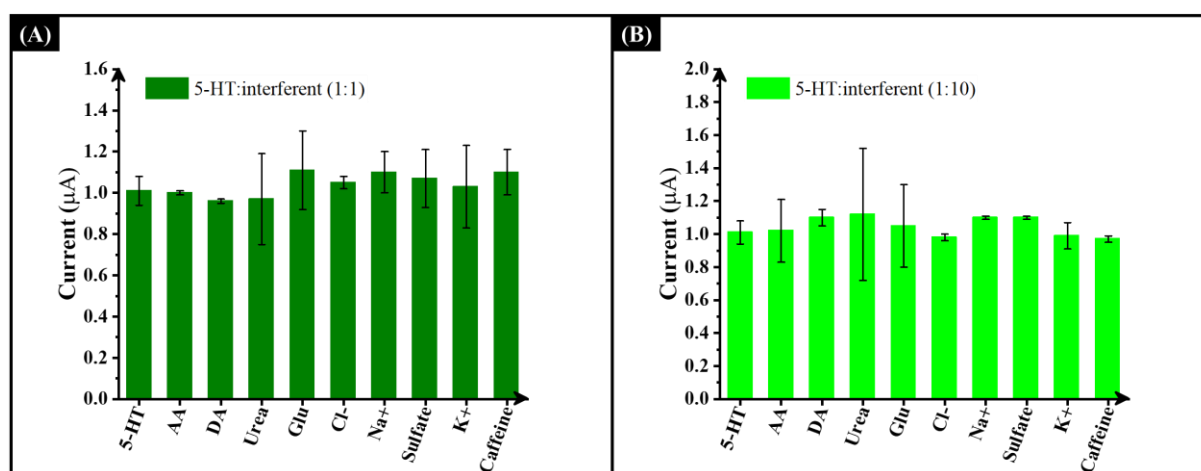 (A)
5-HT:interferent (1:1)
Current (µA)
1.6
1.4
1.2
1.0
0.8
0.6
0.4
0.2
0.0
5-HT
AA
DA
Urea
Glu
Cl-
Na+
Sulfate
K+
Caffeine
(B)
5-HT:interferent (1:10)
Current (µA)
2.0
1.8
1.6
1.4
1.2
1.0
0.8
0.6
0.4
0.2
0.0
5-HT
AA
DA
Urea
Glu
Cl-
Na+
Sulfate
K+
Caffeine